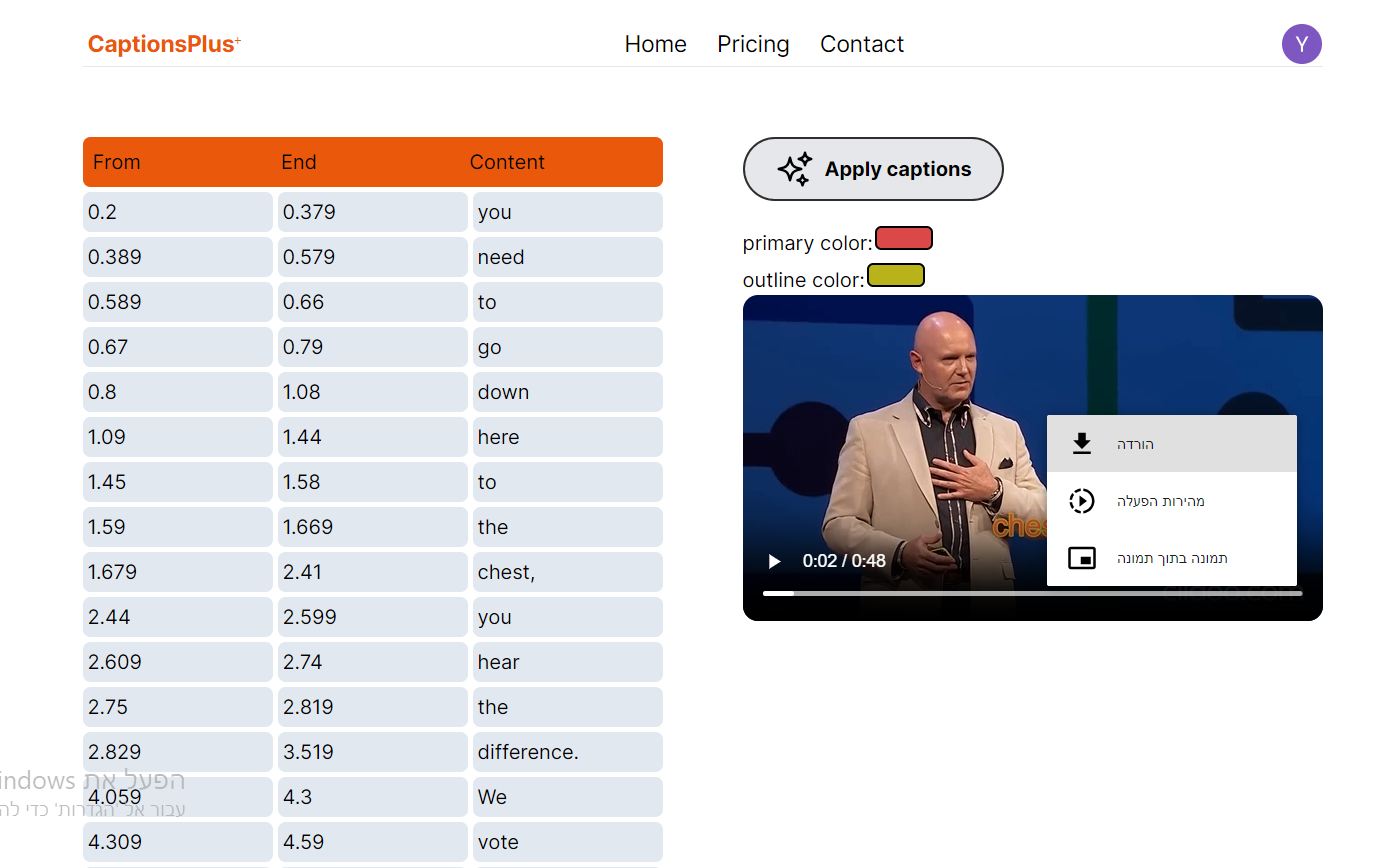 CaptionsPlus+
Home Pricing Contact
Y
From End Content
0.2 0.379 you
0.389 0.579 need
0.589 0.66 to
0.67 0.79 go
0.8 1.08 down
1.09 1.44 here
1.45 1.58 to
1.59 1.669 the
1.679 2.41 chest,
2.44 2.599 you
2.609 2.74 hear
2.75 2.819 the
2.829 3.519 difference.
4.059 4.3 We
4.309 4.59 vote
Apply captions
primary color:
outline color:
ches
0:02 / 0:48
הורדה
מהירות הפעלה
תמונה בתוך תמונה
הפעל את indows
עבור אל 'הגדרות' כדי לה